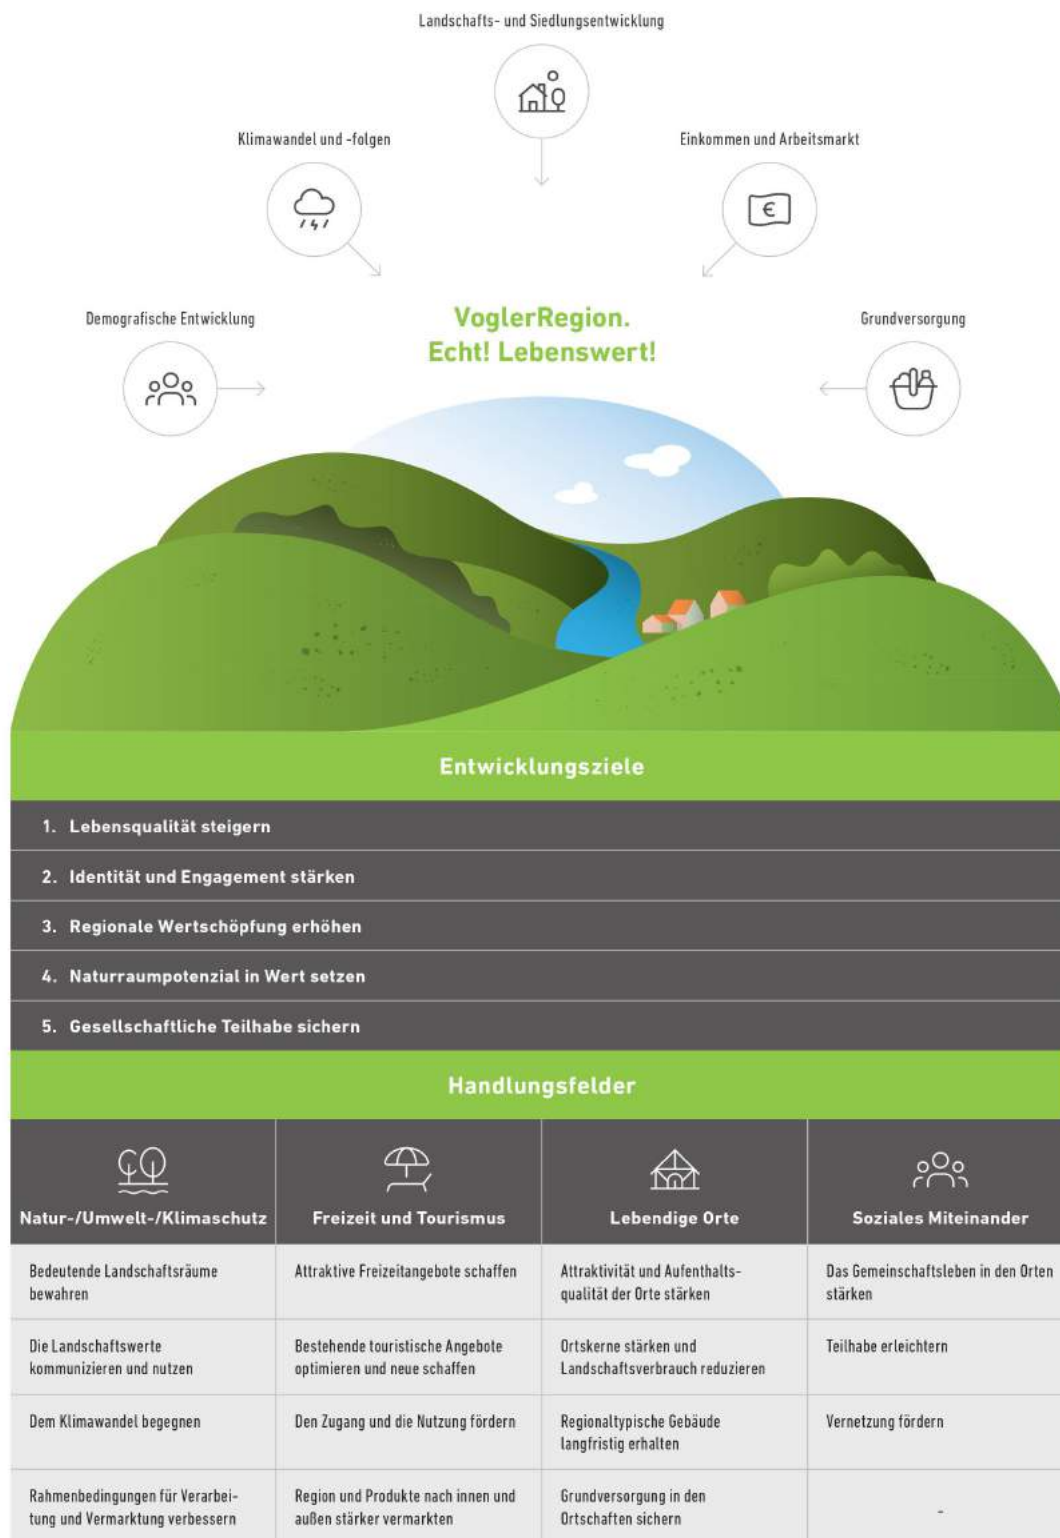 Landschafts- und Siedlungsentwicklung
Klimawandel und -folgen
Einkommen und Arbeitsmarkt
€
Demografische Entwicklung
VoglerRegion.
Echt! Lebenswert!
Grundversorgung
Entwicklungsziele
1. Lebensqualität steigern
2. Identität und Engagement stärken
3. Regionale Wertschöpfung erhöhen
4. Naturraumpotenzial in Wert setzen
5. Gesellschaftliche Teilhabe sichern
Handlungsfelder
Natur-/Umwelt-/Klimaschutz
Freizeit und Tourismus
Lebendige Orte
Soziales Miteinander
Bedeutende Landschaftsräume
bewahren
Attraktive Freizeitangebote schaffen
Attraktivität und Aufenthalts-
qualität der Orte stärken
Das Gemeinschaftsleben in den Orten
stärken
Die Landschaftswerte
kommunizieren und nutzen
Bestehende touristische Angebote
optimieren und neue schaffen
Ortskerne stärken und
Landschaftsverbrauch reduzieren
Teilhabe erleichtern
Dem Klimawandel begegnen
Den Zugang und die Nutzung fördern
Regionaltypische Gebäude
langfristig erhalten
Vernetzung fördern
Rahmenbedingungen für Verarbei-
tung und Vermarktung verbessern
Region und Produkte nach innen und
außen stärker vermarkten
Grundversorgung in den
Ortschaften sichern
-